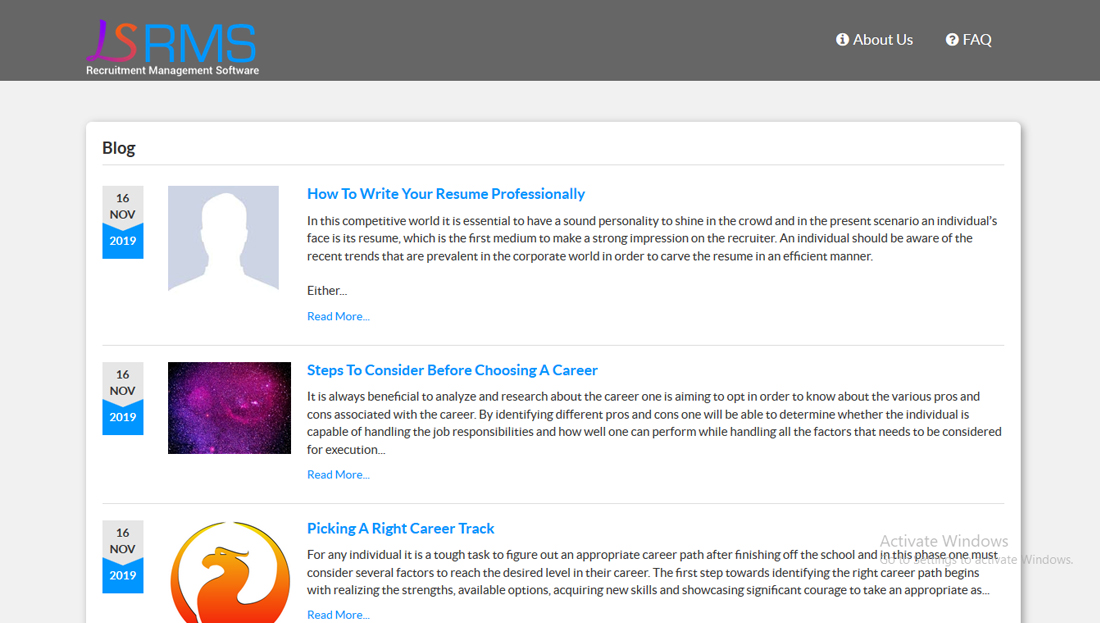 LSRMS
Recruitment Management Software
About Us
FAQ
Blog
16
NOV
2019
How To Write Your Resume Professionally
In this competitive world it is essential to have a sound personality to shine in the crowd and in the present scenario an individual's
face is its resume, which is the first medium to make a strong impression on the recruiter. An individual should be aware of the
recent trends that are prevalent in the corporate world in order to carve the resume in an efficient manner.
Either...
Read More...
16
NOV
2019
Steps To Consider Before Choosing A Career
It is always beneficial to analyze and research about the career one is aiming to opt in order to know about the various pros and
cons associated with the career. By identifying different pros and cons one will be able to determine whether the individual is
capable of handling the job responsibilities and how well one can perform while handling all the factors that needs to be considered
for execution...
Read More...
16
NOV
2019
Picking A Right Career Track
For any individual it is a tough task to figure out an appropriate career path after finishing off the school and in this phase one must
consider several factors to reach the desired level in their career. The first step towards identifying the right career path begins
with realizing the strengths, available options, acquiring new skills and showcasing significant courage to take an appropriate as...
Read More...
Activate Windows
Go to Settings to activate Windows.